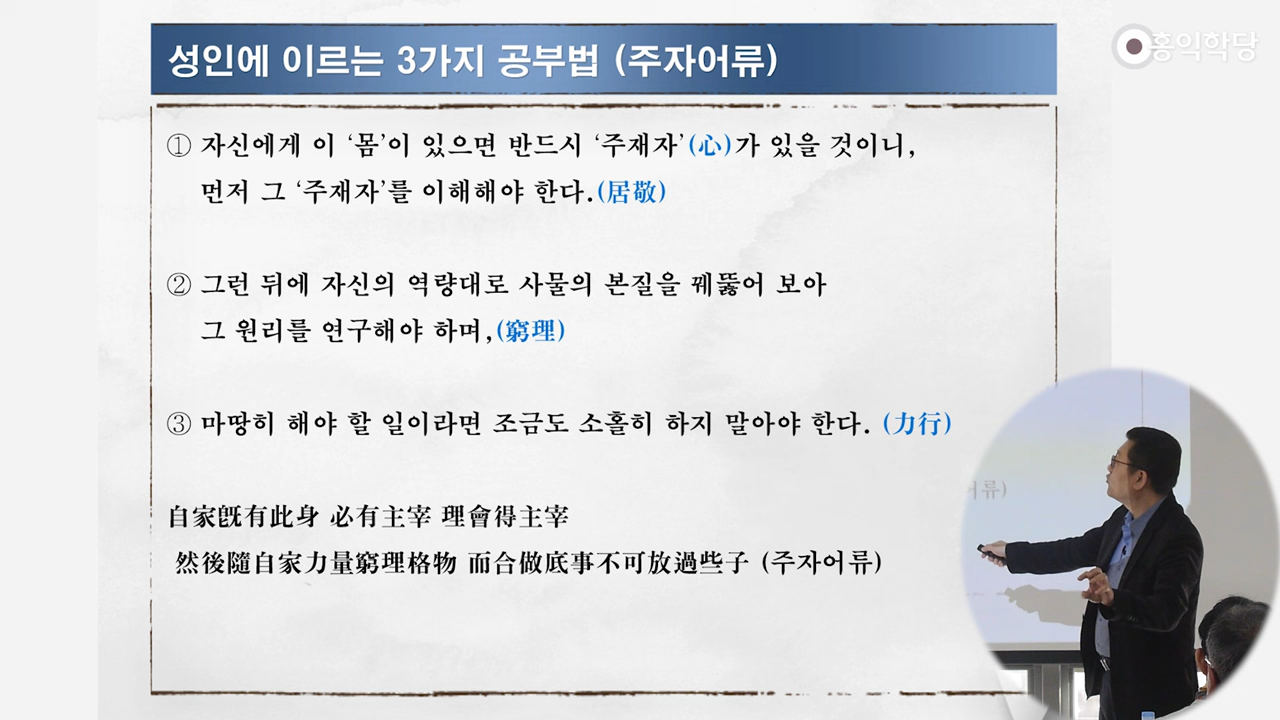 성인에 이르는 3가지 공부법 (주자어류)
홍익학당
① 자신에게 이 ‘몸’이 있으면 반드시 ‘주재자’(心)가 있을 것이니,
먼저 그 ‘주재자’를 이해해야 한다.(居敬)
② 그런 뒤에 자신의 역량대로 사물의 본질을 꿰뚫어 보아
그 원리를 연구해야 하며,(窮理)
③ 마땅히 해야 할 일이라면 조금도 소홀히 하지 말아야 한다. (力行)
自家旣有此身 必有主宰 理會得主宰
然後隨自家力量窮理格物 而合做底事不可放過些子 (주자어류)
어류)